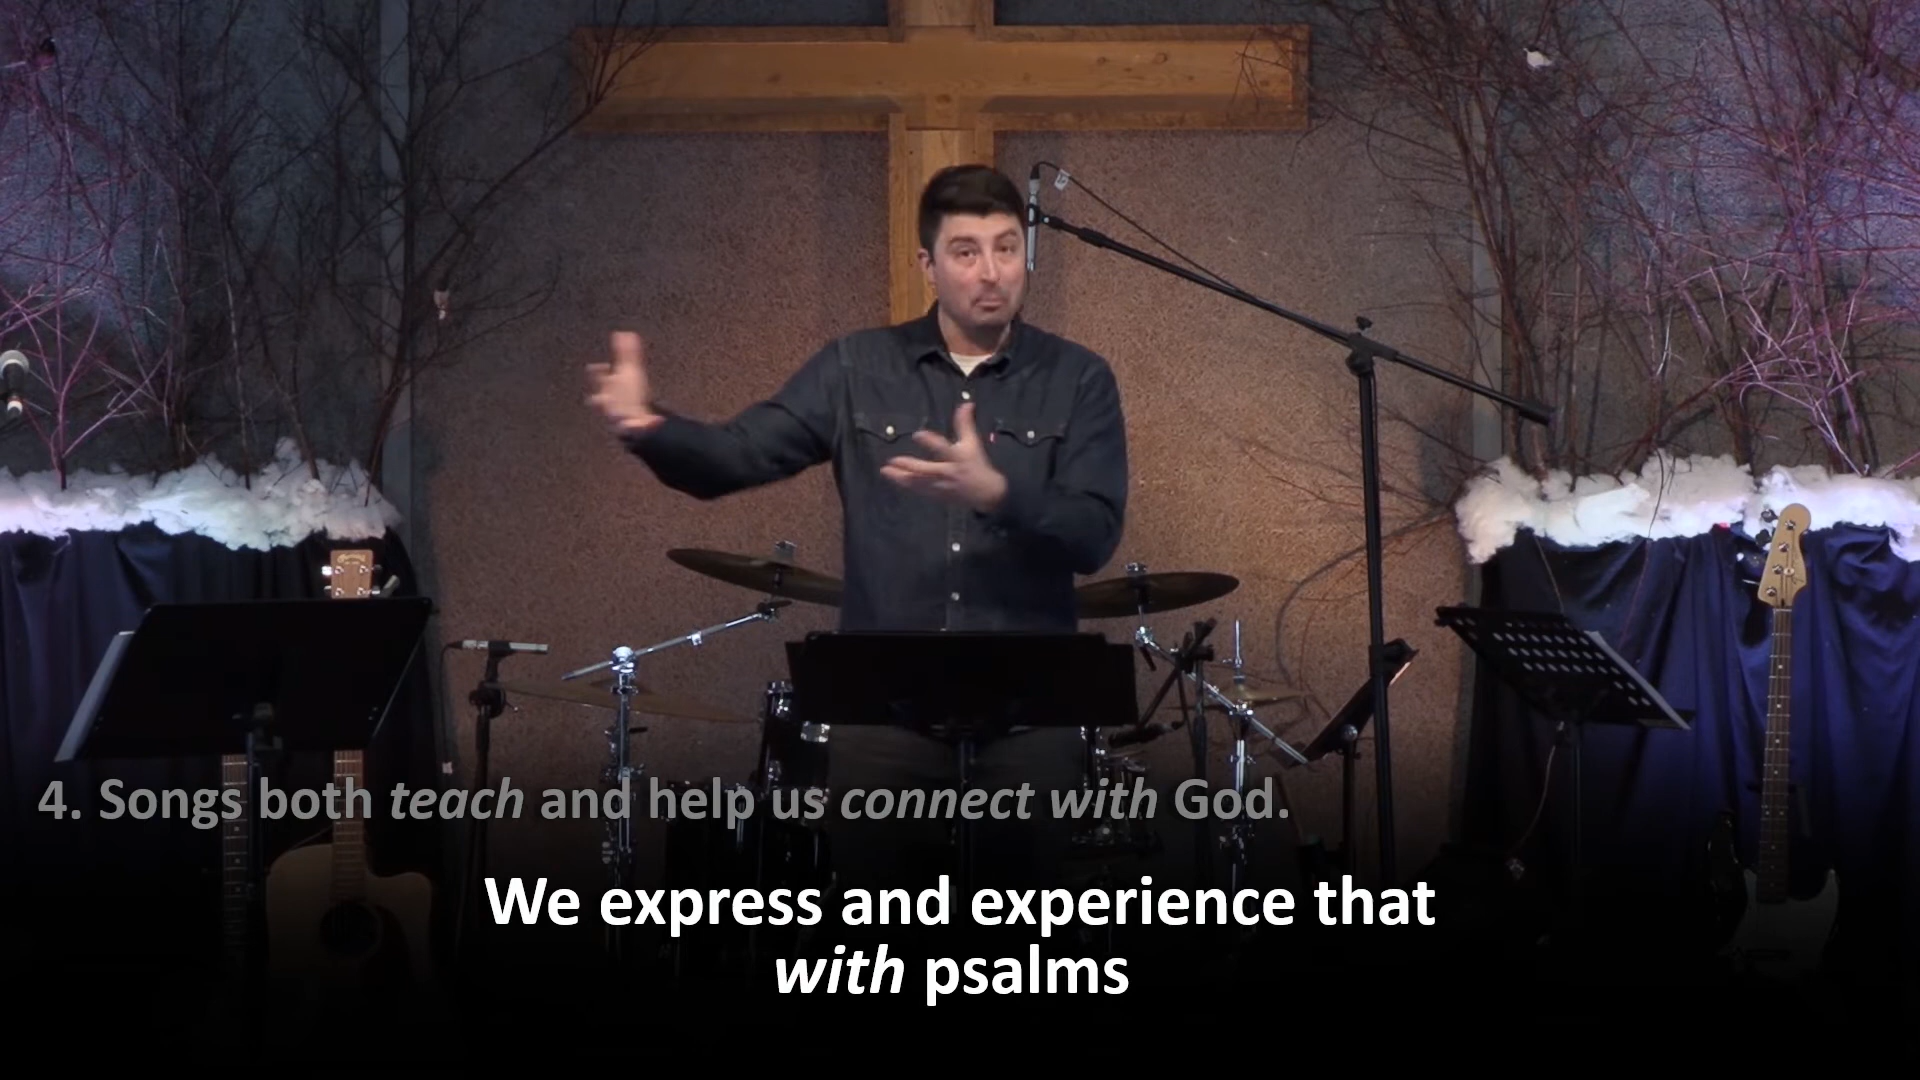 4. Songs both teach and help us connect with God.
We express and experience that
with psalms